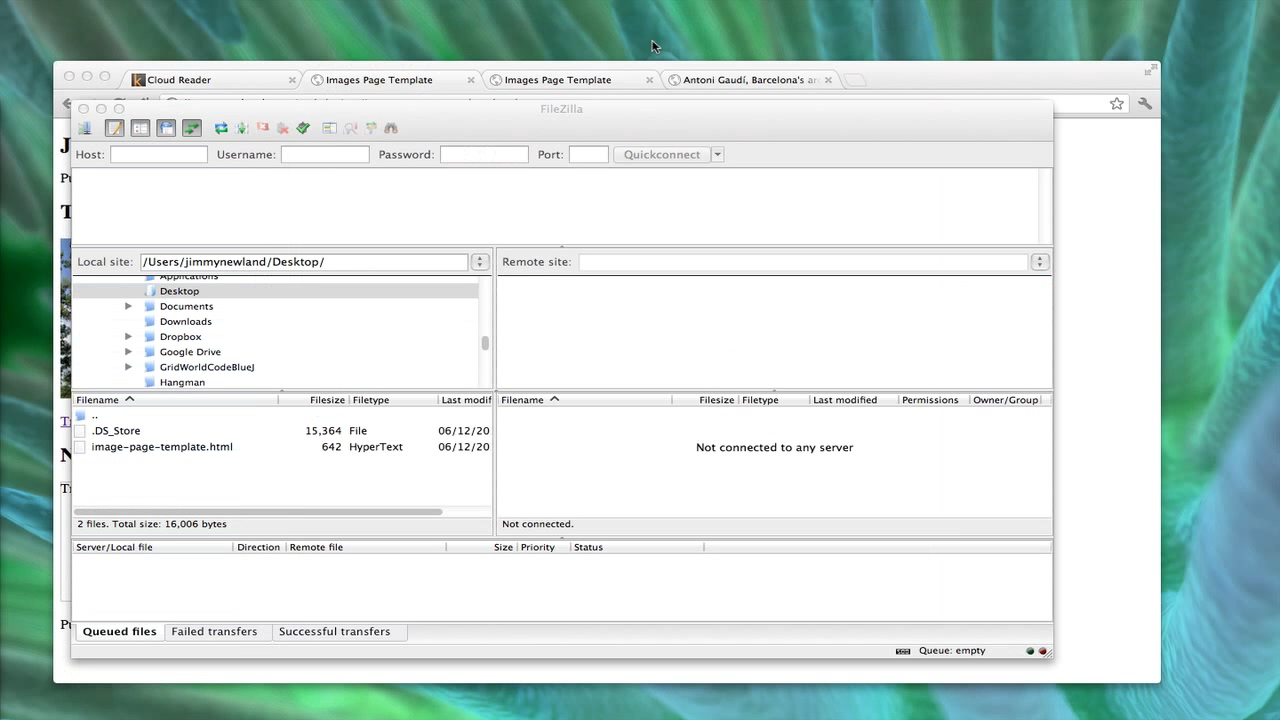 Cloud Reader
Images Page Template
Images Page Template
Antoni Gaudí, Barcelona's ar
FileZilla
Host: Username: Password: Port: Quickconnect
Local site: /Users/jimmynewland/Desktop/
Remote site:
Applications
Desktop
Documents
Downloads
Dropbox
Google Drive
GridWorldCodeBlueJ
Hangman
Filename Filesize Filetype Last modif
..
.DS_Store 15,364 File 06/12/20
image-page-template.html 642 HyperText 06/12/20
2 files. Total size: 16,006 bytes
Filename Filesize Filetype Last modified Permissions Owner/Group
Not connected to any server
Not connected.
Server/Local file Direction Remote file Size Priority Status
Queued files Failed transfers Successful transfers
Queue: empty